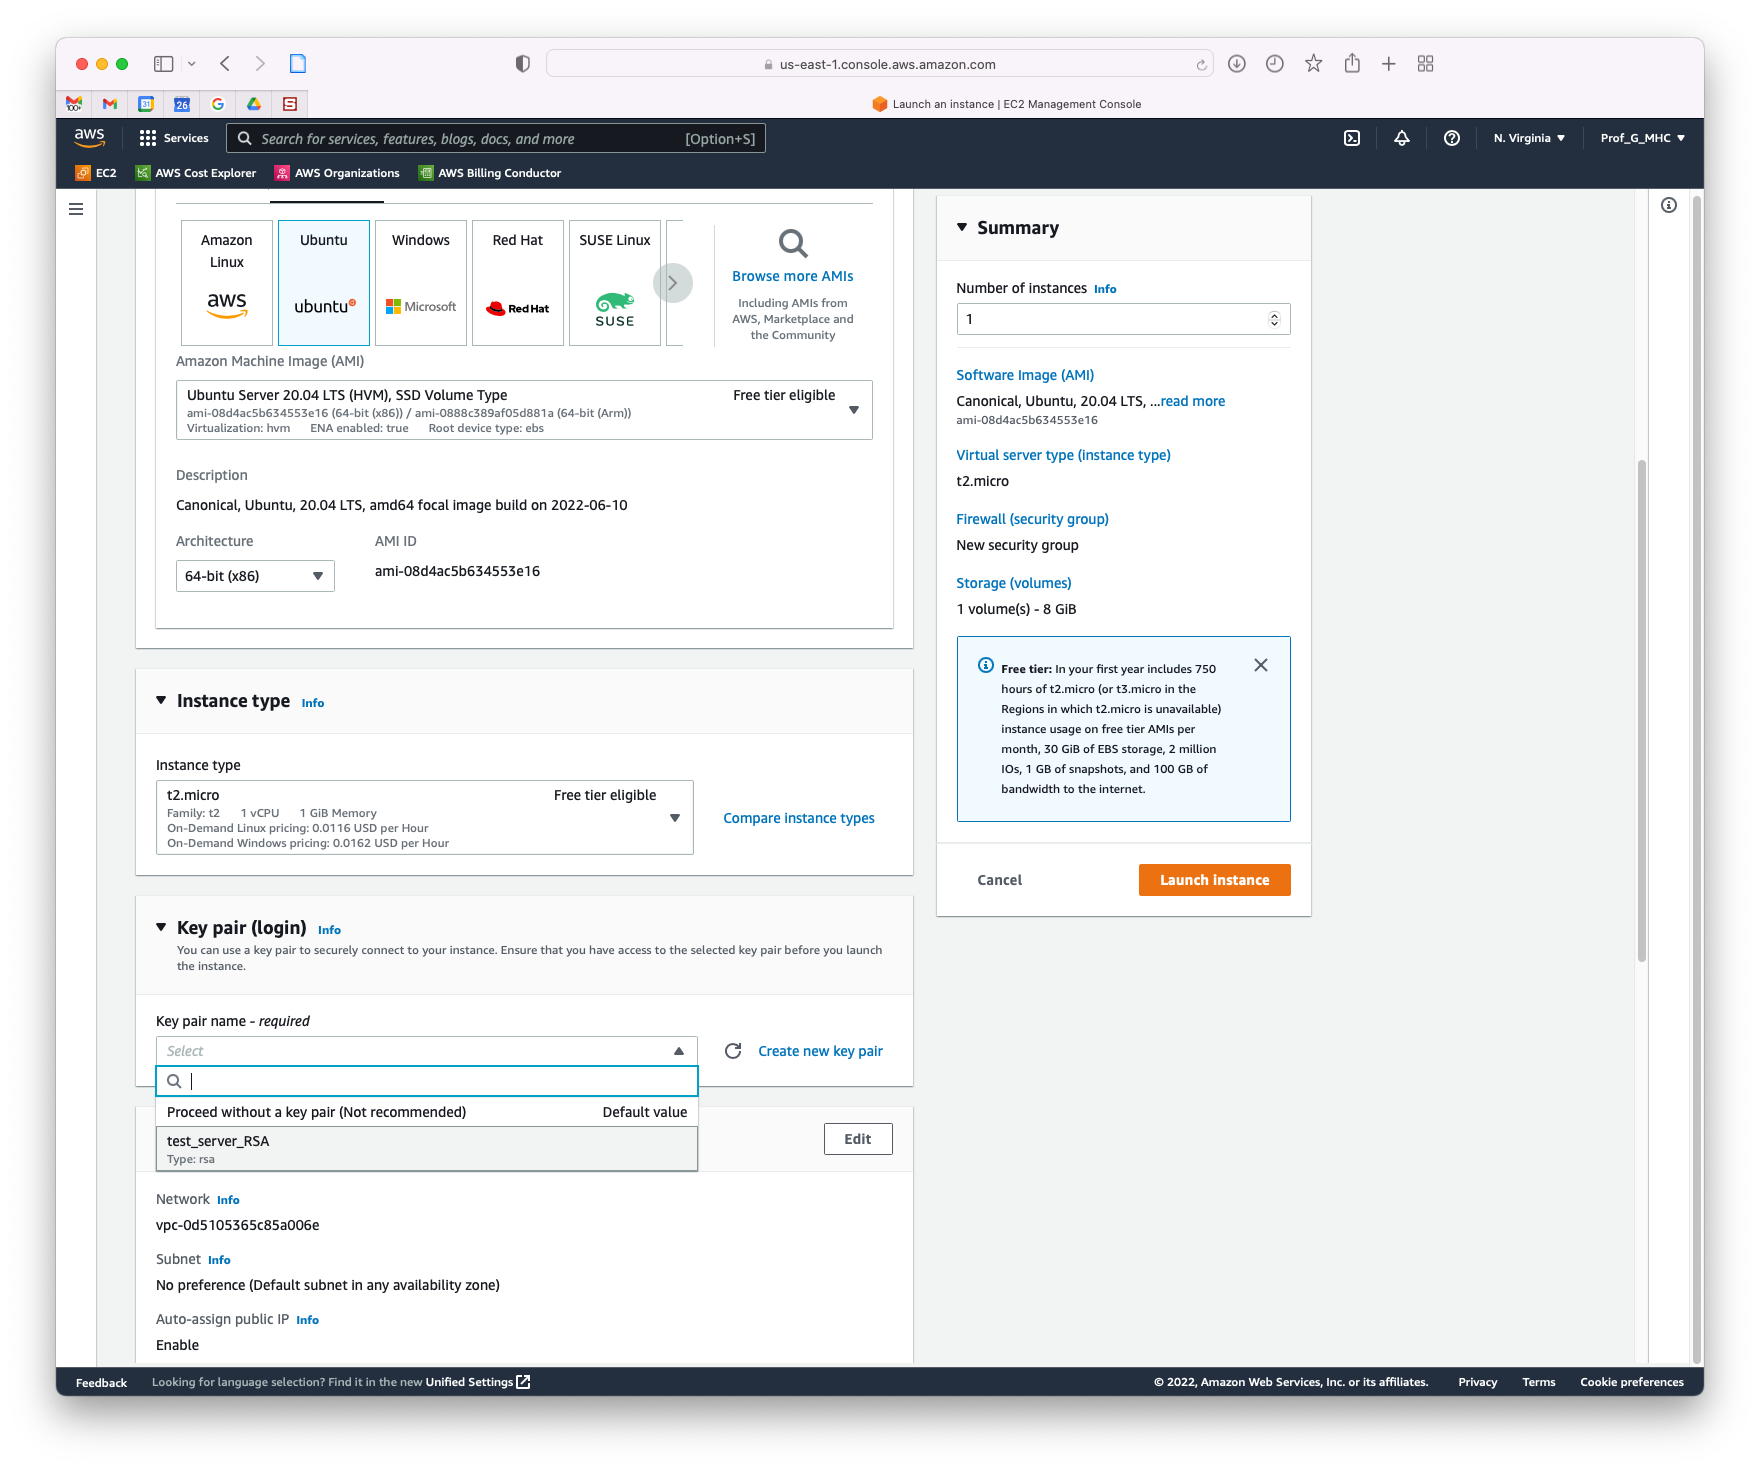 us-east-1.console.aws.amazon.com
Launch an instance | EC2 Management Console
aws
Services
Search for services, features, blogs, docs, and more
[Option+S]
N. Virginia
Prof_G_MHC
EC2
AWS Cost Explorer
AWS Organizations
AWS Billing Conductor
Amazon
Linux
aws
Ubuntu
ubuntu
Windows
Microsoft
Red Hat
Red Hat
SUSE Linux
SUSE
Browse more AMIs
Including AMIs from
AWS, Marketplace and
the Community
Amazon Machine Image (AMI)
Ubuntu Server 20.04 LTS (HVM), SSD Volume Type
Free tier eligible
ami-08d4ac5b634553e16 (64-bit (x86)) / ami-0888c389af05d881a (64-bit (Arm))
Virtualization: hvm ENA enabled: true Root device type: ebs
Description
Canonical, Ubuntu, 20.04 LTS, amd64 focal image build on 2022-06-10
Architecture
AMI ID
64-bit (x86)
ami-08d4ac5b634553e16
Instance type Info
Instance type
t2.micro
Free tier eligible
Family: t2 1 vCPU 1 GiB Memory
On-Demand Linux pricing: 0.0116 USD per Hour
On-Demand Windows pricing: 0.0162 USD per Hour
Compare instance types
Key pair (login) Info
You can use a key pair to securely connect to your instance. Ensure that you have access to the selected key pair before you launch
the instance.
Key pair name - required
Select
Create new key pair
Proceed without a key pair (Not recommended)
Default value
test_server_RSA
Type: rsa
Edit
Network Info
vpc-0d5105365c85a006e
Subnet Info
No preference (Default subnet in any availability zone)
Auto-assign public IP Info
Enable
Summary
Number of instances Info
1
Software Image (AMI)
Canonical, Ubuntu, 20.04 LTS, ...read more
ami-08d4ac5b634553e16
Virtual server type (instance type)
t2.micro
Firewall (security group)
New security group
Storage (volumes)
1 volume(s) - 8 GiB
Free tier: In your first year includes 750
hours of t2.micro (or t3.micro in the
Regions in which t2.micro is unavailable)
instance usage on free tier AMIs per
month, 30 GiB of EBS storage, 2 million
IOs, 1 GB of snapshots, and 100 GB of
bandwidth to the internet.
Cancel
Launch instance
Feedback
Looking for language selection? Find it in the new Unified Settings
© 2022, Amazon Web Services, Inc. or its affiliates.
Privacy
Terms
Cookie preferences